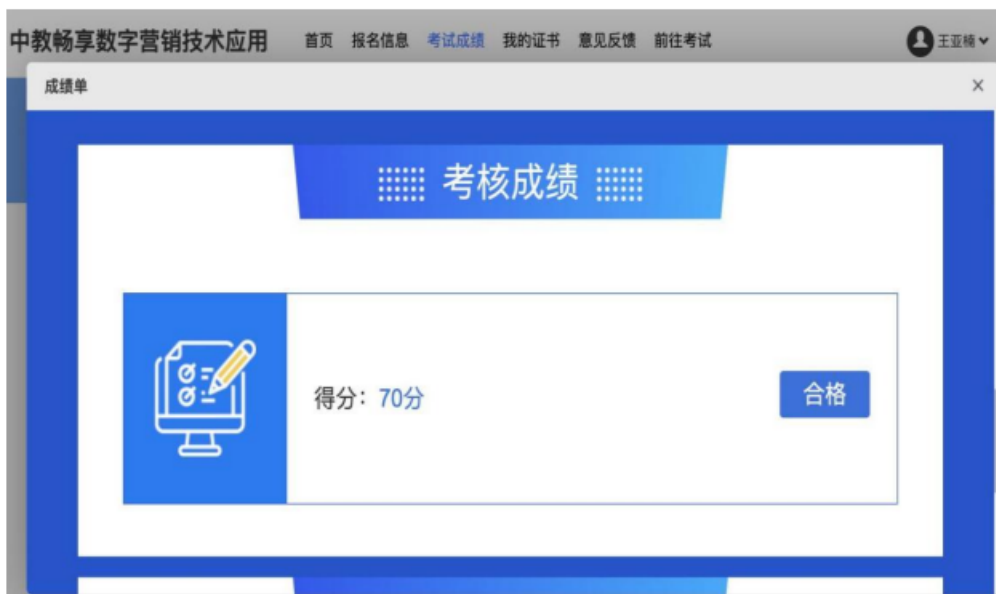 中教畅享数字营销技术应用 首页 报名信息 考试成绩 我的证书 意见反馈 前往考试 王亚楠
成绩单
考核成绩
得分：70分 合格